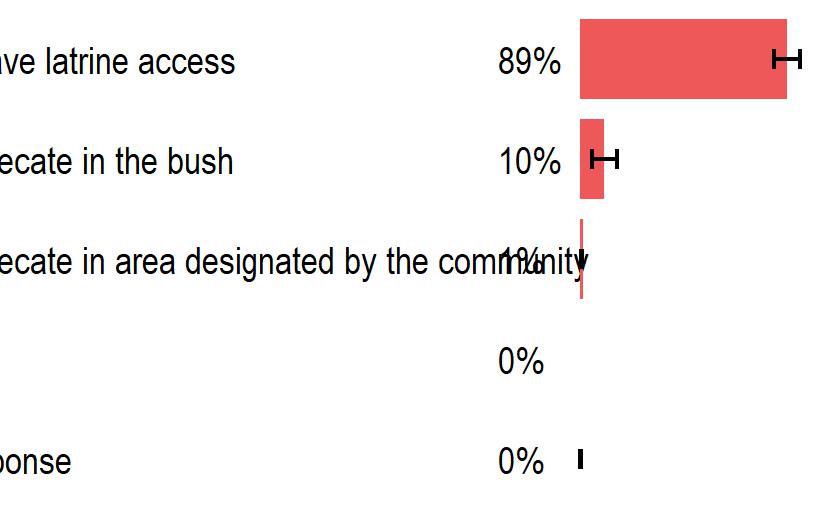 ave latrine access 89%
ecate in the bush 10%
ecate in area designated by the community 1%
0%
ponse 0%